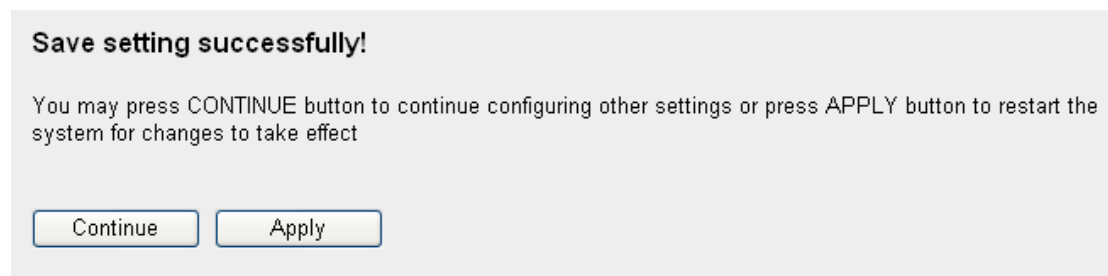 Save setting successfully!
You may press CONTINUE button to continue configuring other settings or press APPLY button to restart the
system for changes to take effect
Continue
Apply